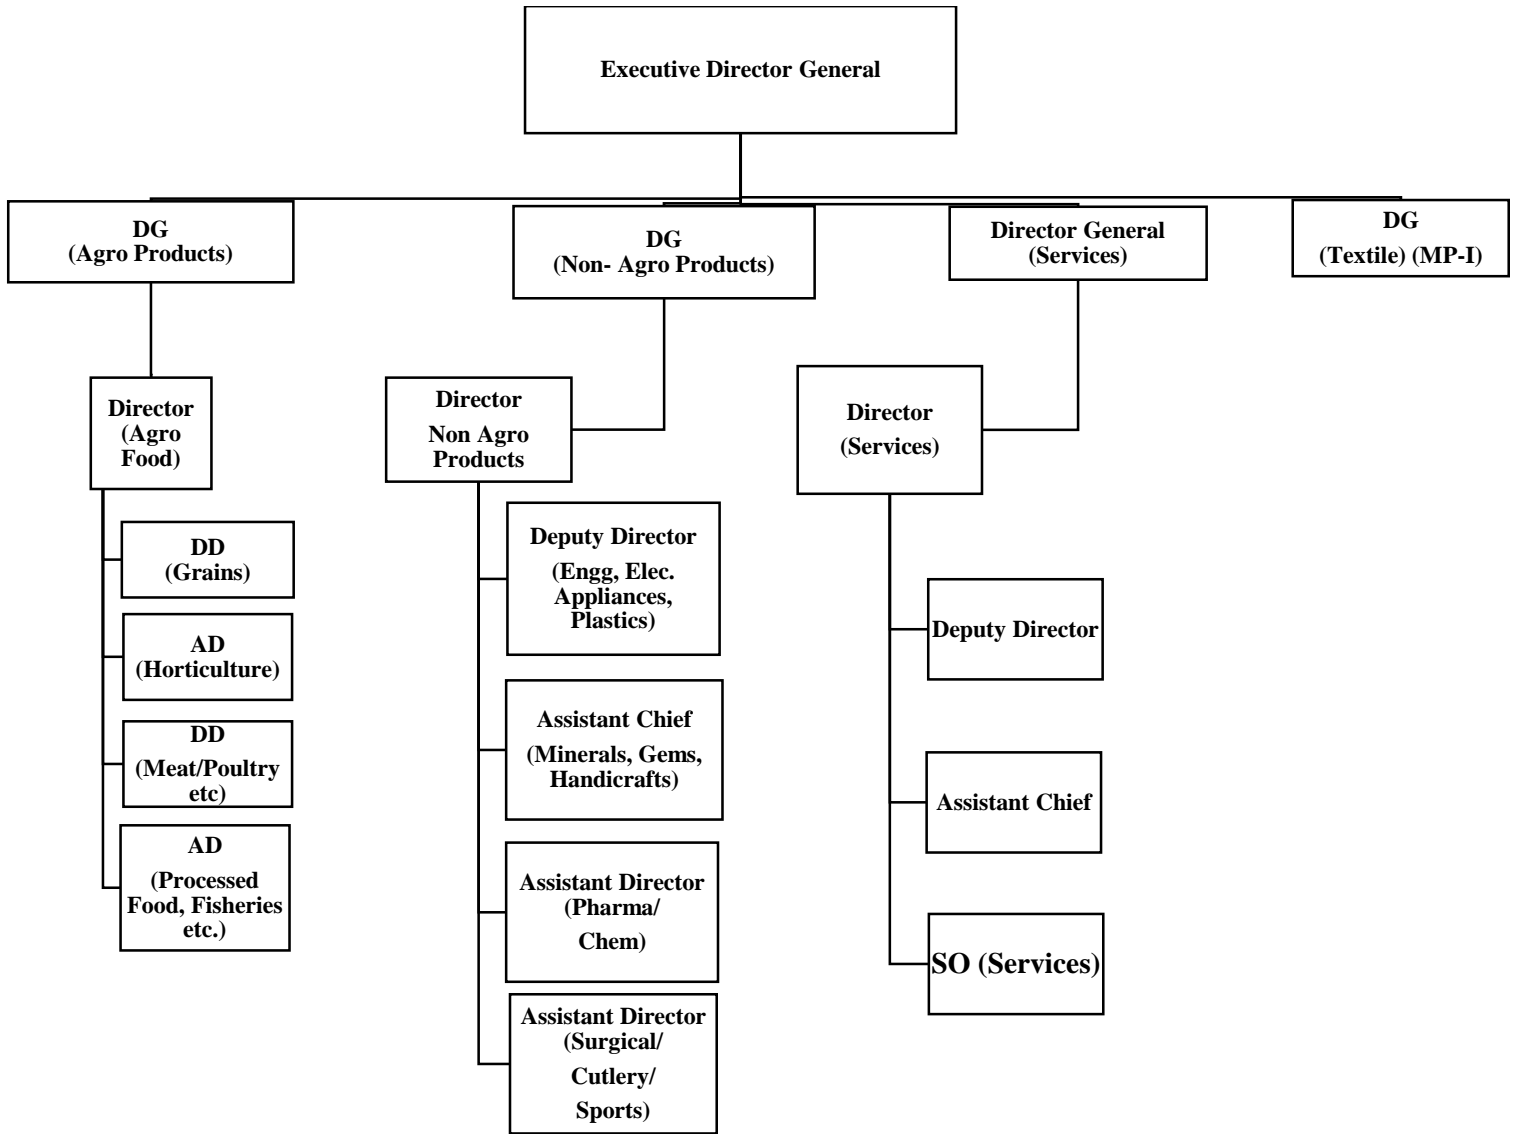 Executive Director General
DG
(Agro Products)
DG
(Non- Agro Products)
Director General
(Services)
DG
(Textile) (MP-I)
Director
(Agro
Food)
Director
Non Agro
Products
Director
(Services)
DD
(Grains)
AD
(Horticulture)
DD
(Meat/Poultry
etc)
AD
(Processed
Food, Fisheries
etc.)
Deputy Director
(Engg, Elec.
Appliances,
Plastics)
Assistant Chief
(Minerals, Gems,
Handicrafts)
Assistant Director
(Pharma/
Chem)
Assistant Director
(Surgical/
Cutlery/
Sports)
Deputy Director
Assistant Chief
SO (Services)